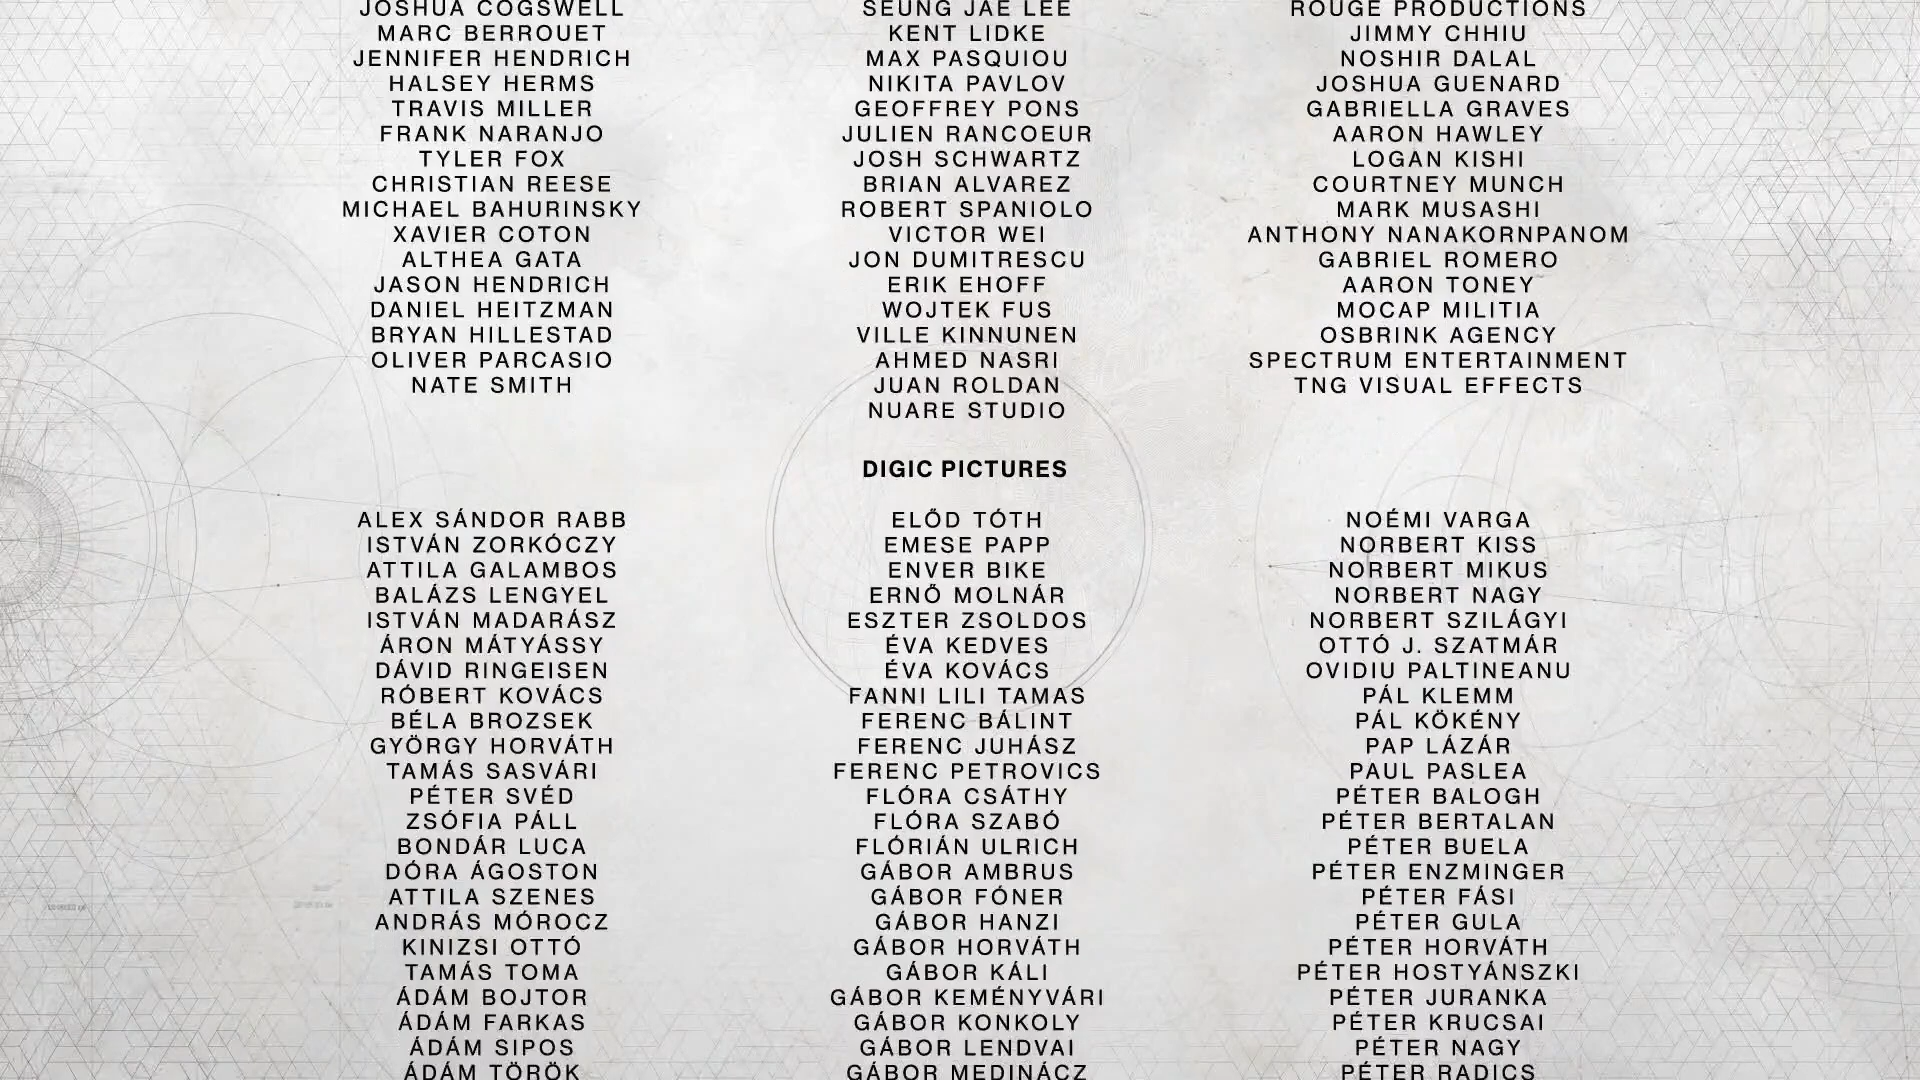 JOSHUA COGSWELL
MARC BERROUET
JENNIFER HENDRICH
HALSEY HERMS
TRAVIS MILLER
FRANK NARANJO
TYLER FOX
CHRISTIAN REESE
MICHAEL BAHURINSKY
XAVIER COTON
ALTHEA GATA
JASON HENDRICH
DANIEL HEITZMAN
BRYAN HILLESTAD
OLIVER PARCASIO
NATE SMITH
SEUNG JAE LEE
KENT LIDKE
MAX PASQUIOU
NIKITA PAVLOV
GEOFFREY PONS
JULIEN RANCOEUR
JOSH SCHWARTZ
BRIAN ALVAREZ
ROBERT SPANIOLO
VICTOR WEI
JON DUMITRESCU
ERIK EHOFF
WOJTEK FUS
VILLE KINNUNEN
AHMED NASRI
JUAN ROLDAN
NUARE STUDIO
ROUGE PRODUCTIONS
JIMMY CHHIU
NOSHIR DALAL
JOSHUA GUENARD
GABRIELLA GRAVES
AARON HAWLEY
LOGAN KISHI
COURTNEY MUNCH
MARK MUSASHI
ANTHONY NANAKORNPANOM
GABRIEL ROMERO
AARON TONEY
MOCAP MILITIA
OSBRINK AGENCY
SPECTRUM ENTERTAINMENT
TNG VISUAL EFFECTS
DIGIC PICTURES
ALEX SÁNDOR RABB
ISTVÁN ZORKÓCZY
ATTILA GALAMBOS
BALÁZS LENGYEL
ISTVÁN MADARÁSZ
ÁRON MÁTYÁSSY
DÁVID RINGEISEN
RÓBERT KOVÁCS
BÉLA BROZSEK
GYÖRGY HORVÁTH
TAMÁS SASVÁRI
PÉTER SVÉD
ZSÓFIA PÁLL
BONDÁR LUCA
DÓRA ÁGOSTON
ATTILA SZENES
ANDRÁS MÓROCZ
KINIZSI OTTÓ
TAMÁS TOMA
ÁDÁM BOJTOR
ÁDÁM FARKAS
ÁDÁM SIPOS
ÁDÁM TÖRÖK
ELŐD TÓTH
EMESE PAPP
ENVER BIKE
ERNŐ MOLNÁR
ESZTER ZSOLDOS
ÉVA KEDVES
ÉVA KOVÁCS
FANNI LILI TAMAS
FERENC BÁLINT
FERENC JUHÁSZ
FERENC PETROVICS
FLÓRA CSÁTHY
FLÓRA SZABÓ
FLÓRIÁN ULRICH
GÁBOR AMBRUS
GÁBOR FÓNER
GÁBOR HANZI
GÁBOR HORVÁTH
GÁBOR KÁLI
GÁBOR KEMÉNYVÁRI
GÁBOR KONKOLY
GÁBOR LENDVAI
GÁBOR MEDINÁCZ
NOÉMI VARGA
NORBERT KISS
NORBERT MIKUS
NORBERT NAGY
NORBERT SZILÁGYI
OTTÓ J. SZATMÁR
OVIDIU PALTINEANU
PÁL KLEMM
PÁL KÖKÉNY
PAP LÁZÁR
PAUL PASLEA
PÉTER BALOGH
PÉTER BERTALAN
PÉTER BUELA
PÉTER ENZMINGER
PÉTER FÁSI
PÉTER GULA
PÉTER HORVÁTH
PÉTER HOSTYÁNSZKI
PÉTER JURANKA
PÉTER KRUCSAI
PÉTER NAGY
PÉTER RADICS